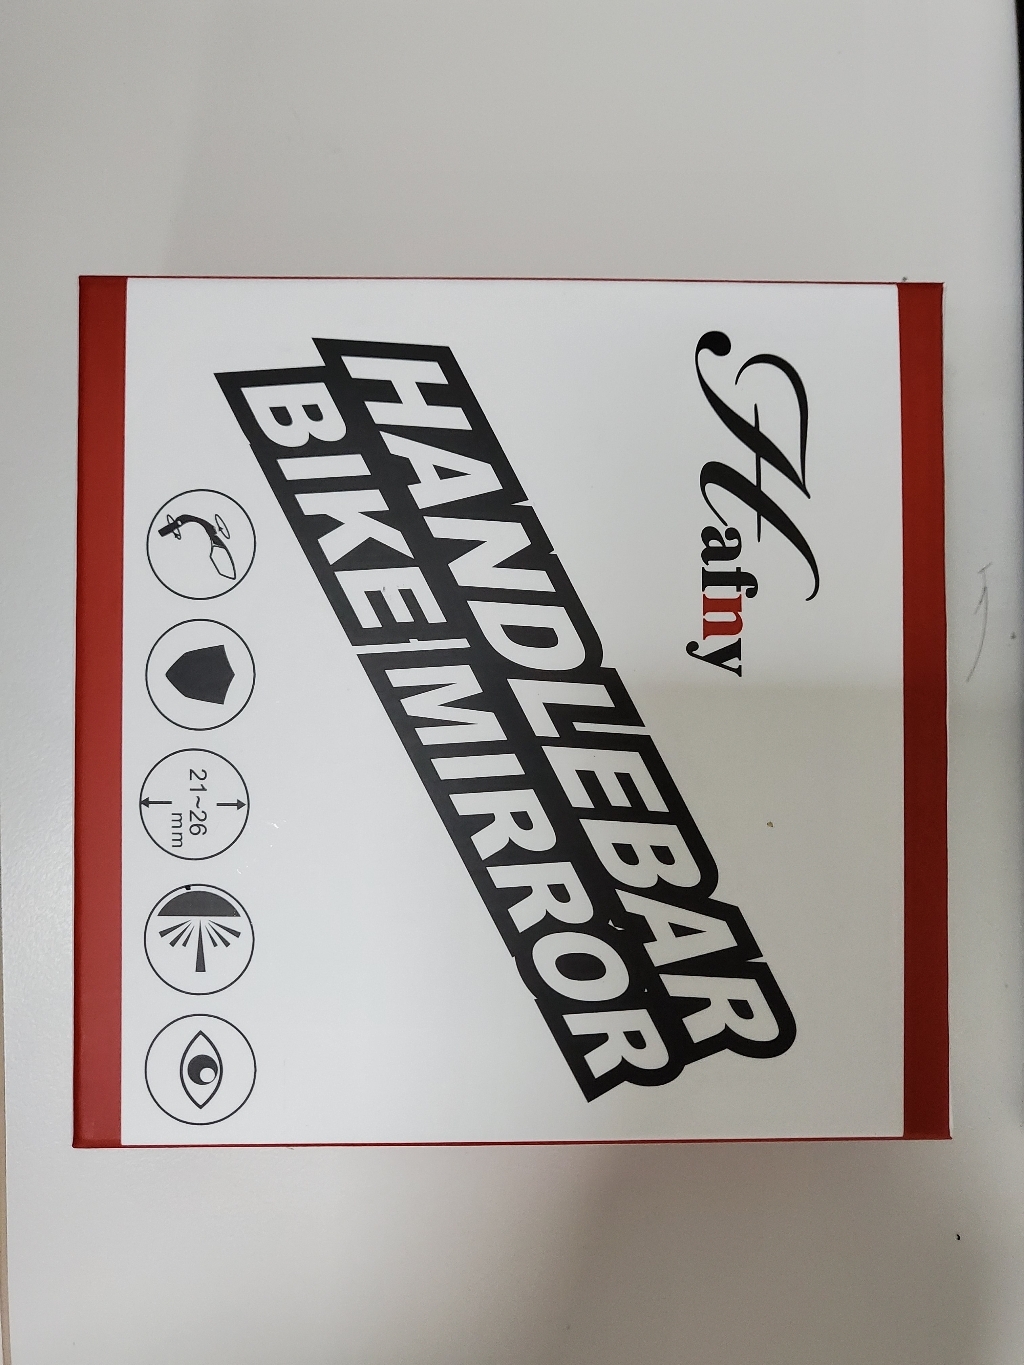 Hafny
HANDLEBAR
BIKE MIRROR
21~26
mm